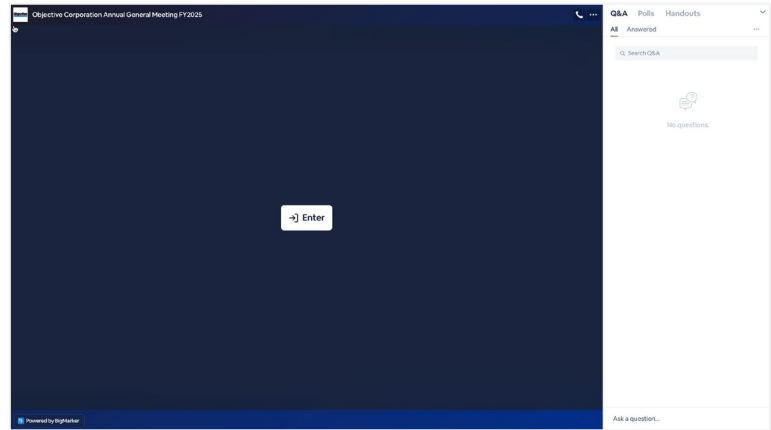 Objective
Objective Corporation Annual General Meeting FY2025
Enter
Powered by BigMarker
Q&A Polls Handouts
All Answered
Search Q&A
No questions.
Ask a question...